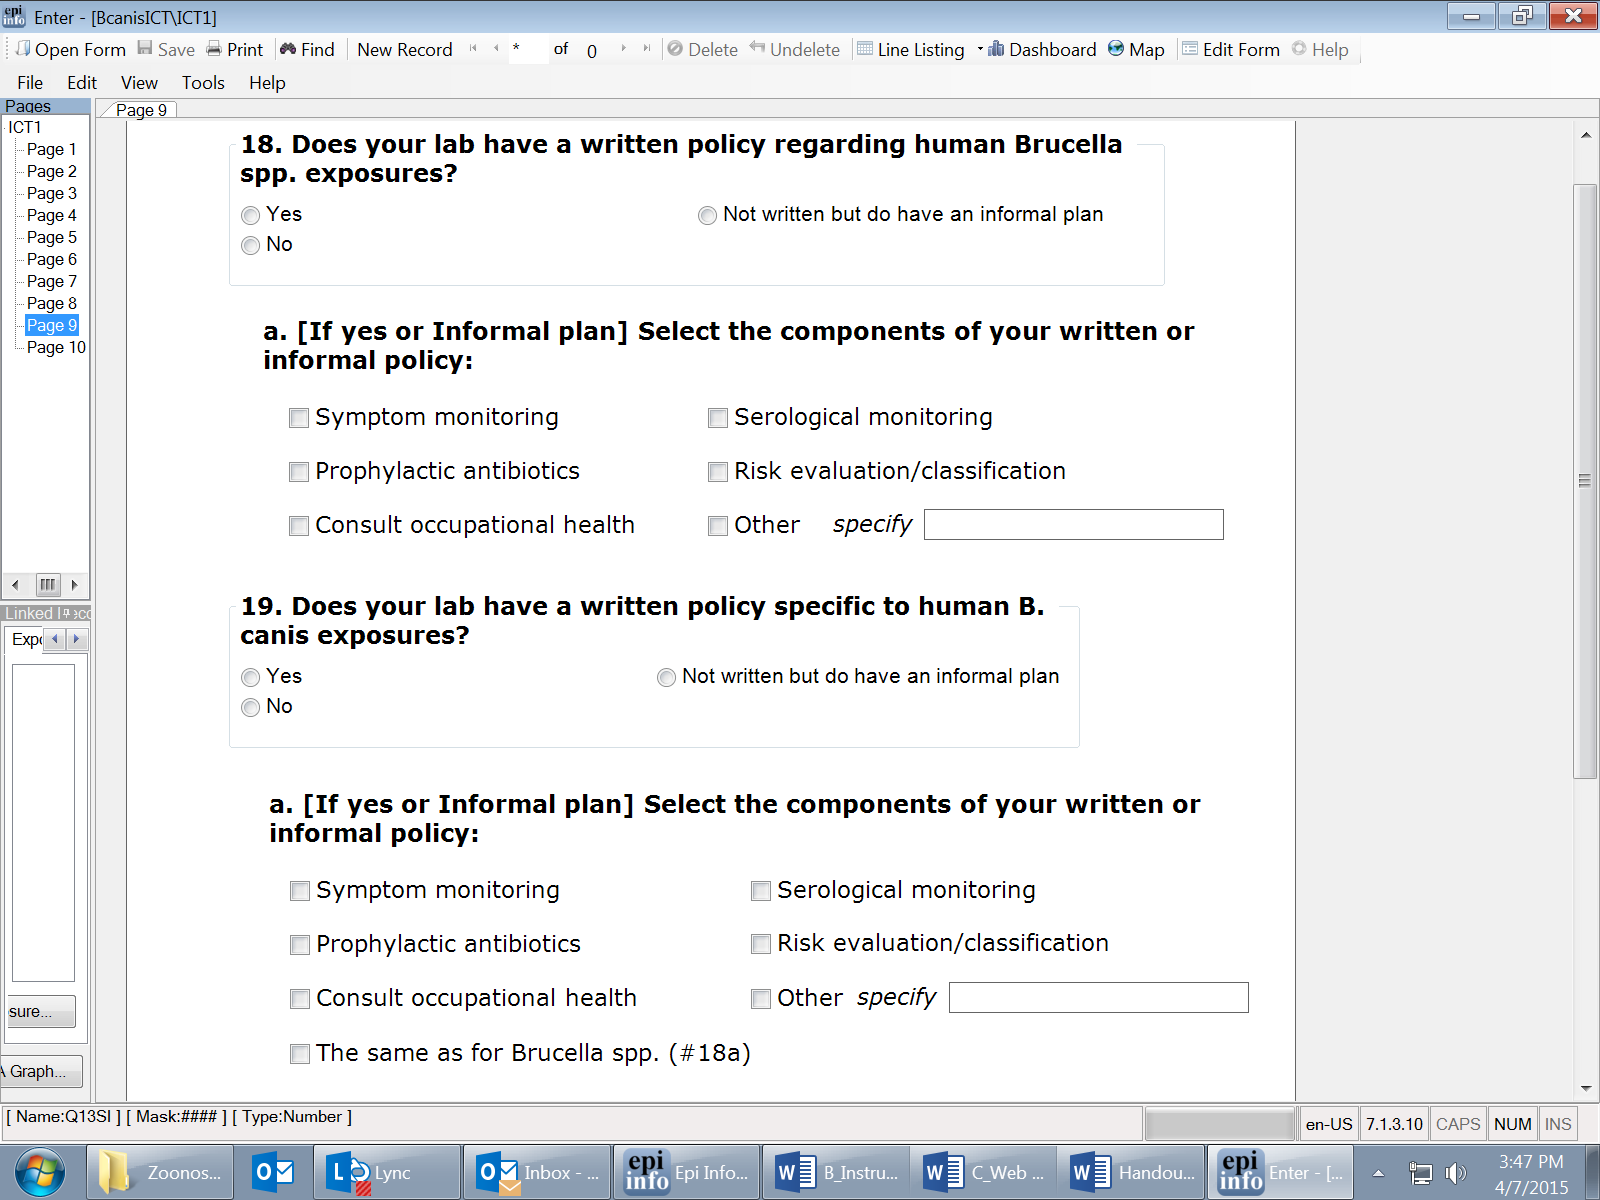 epi info Enter - [BcanisICT\ICT1]
Open Form Save Print Find New Record * of 0 Delete Undelete Line Listing Dashboard Map Edit Form Help
File Edit View Tools Help
Pages
ICT1
Page 1
Page 2
Page 3
Page 4
Page 5
Page 6
Page 7
Page 8
Page 9
Page 10
Linked
Expo
sure...
A Graph...
Page 9
18. Does your lab have a written policy regarding human Brucella
spp. exposures?
Yes Not written but do have an informal plan
No
a. [If yes or Informal plan] Select the components of your written or
informal policy:
Symptom monitoring Serological monitoring
Prophylactic antibiotics Risk evaluation/classification
Consult occupational health Other specify
19. Does your lab have a written policy specific to human B.
canis exposures?
Yes Not written but do have an informal plan
No
a. [If yes or Informal plan] Select the components of your written or
informal policy:
Symptom monitoring Serological monitoring
Prophylactic antibiotics Risk evaluation/classification
Consult occupational health Other specify
The same as for Brucella spp. (#18a)
[ Name:Q13SI ] [ Mask:#### ] [ Type:Number ] en-US 7.1.3.10 CAPS NUM INS
Zoonos... Lync Inbox - ... epi info Epi Info... B_Instru... C_Web ... Handou... epi info Enter - [... 3:47 PM
4/7/2015